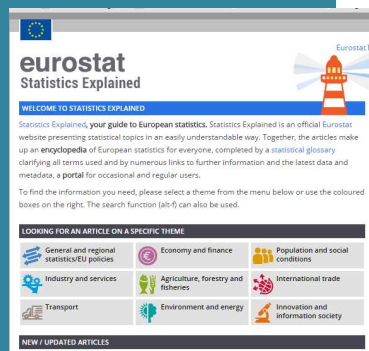 Eurostat
eurostat
Statistics Explained
WELCOME TO STATISTICS EXPLAINED
Statistics Explained, your guide to European statistics. Statistics Explained is an official Eurostat
website presenting statistical topics in an easily understandable way. Together, the articles make
up an encyclopedia of European statistics for everyone, completed by a statistical glossary
clarifying all terms used and by numerous links to further information and the latest data and
metadata, a portal for occasional and regular users.
To find the information you need, please select a theme from the menu below or use the coloured
boxes on the right. The search function (alt-f) can also be used.
LOOKING FOR AN ARTICLE ON A SPECIFIC THEME
General and regional
statistics/EU policies
Economy and finance
Population and social
conditions
Industry and services
Agriculture, forestry and
fisheries
International trade
Transport
Environment and energy
Innovation and
information society
NEW / UPDATED ARTICLES